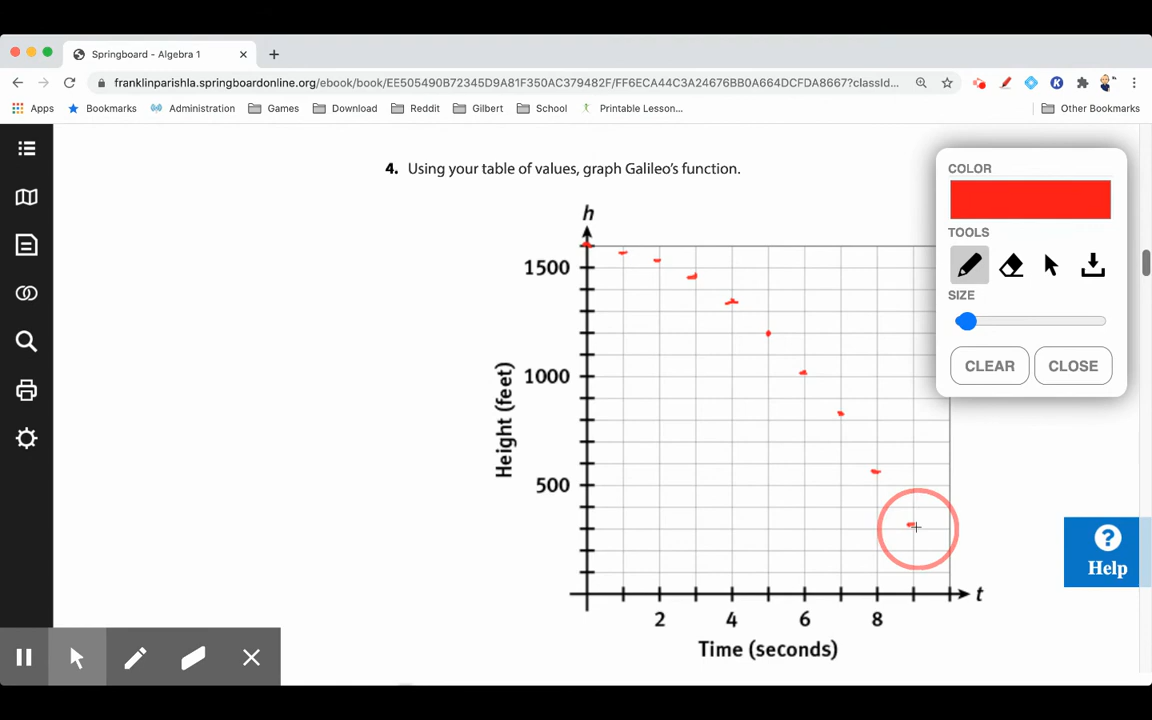 Springboard - Algebra 1
franklinparishla.springboardonline.org/ebook/book/EE505490B72345D9A81F350AC379482F/FF6ECA44C3A24676BB0A664DCFDA8667?classId...
Apps Bookmarks Administration Games Download Reddit Gilbert School Printable Lesson... Other Bookmarks
4. Using your table of values, graph Galileo's function.
h
1500
1000
500
Height (feet)
2 4 6 8
t
Time (seconds)
COLOR
TOOLS
SIZE
CLEAR CLOSE
?
Help